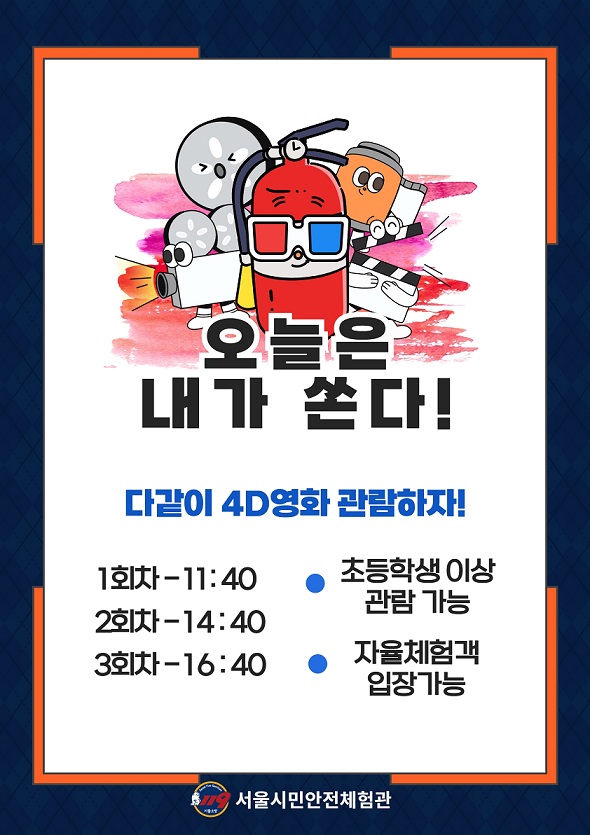 오늘은
내가 쏜다!
다같이 4D영화 관람하자!
1회차 - 11 : 40
2회차 - 14 : 40
3회차 - 16 : 40
초등학생 이상
관람 가능
자율체험객
입장가능
119 서울시민안전체험관